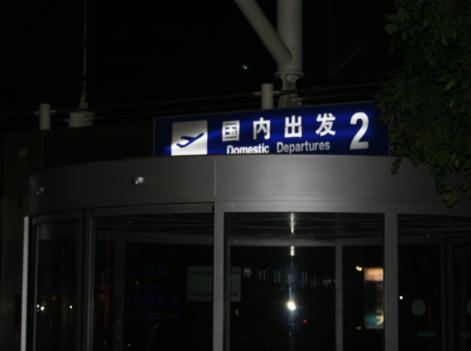 国内出发 2
Domestic Departures